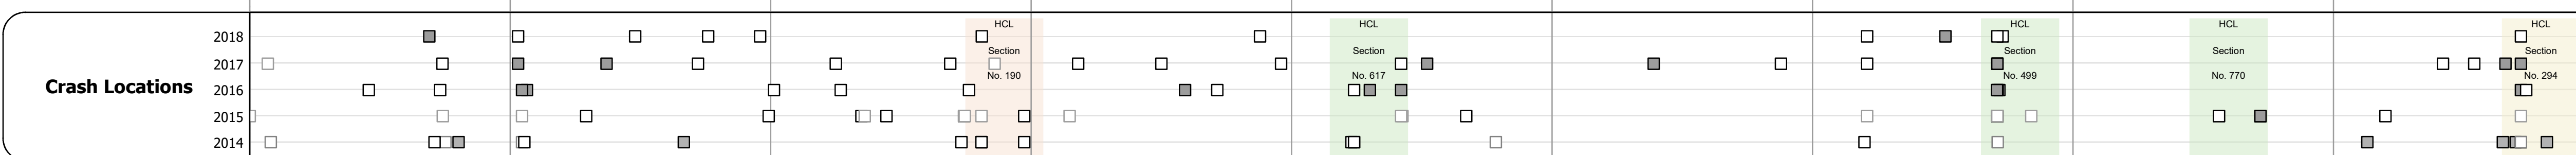 Crash Locations
2018
2017
2016
2015
2014
HCL
Section
No. 190
HCL
Section
No. 617
HCL
Section
No. 499
HCL
Section
No. 770
HCL
Section
No. 294